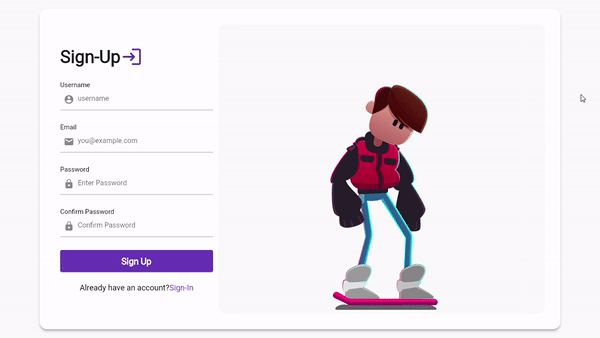 Sign-Up
Username
username
Email
you@example.com
Password
Enter Password
Confirm Password
Confirm Password
Sign Up
Already have an account?Sign-In